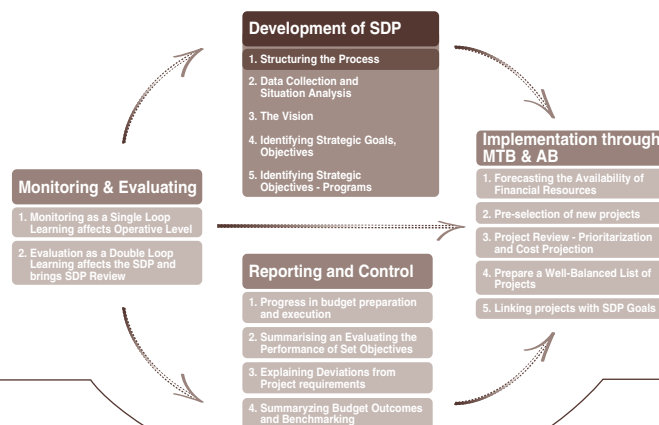 Development of SDP
1. Structuring the Process
2. Data Collection and
Situation Analysis
3. The Vision
4. Identifying Strategic Goals,
Objectives
5. Identifying Strategic
Objectives - Programs
Monitoring & Evaluating
1. Monitoring as a Single Loop
Learning affects Operative Level
2. Evaluation as a Double Loop
Learning affects the SDP and
brings SDP Review
Implementation through
MTB & AB
1. Forecasting the Availability of
Financial Resources
2. Pre-selection of new projects
3. Project Review - Prioritarization
and Cost Projection
4. Prepare a Well-Balanced List of
Projects
5. Linking projects with SDP Goals
Reporting and Control
1. Progress in budget preparation
and execution
2. Summarising an Evaluating the
Performance of Set Objectives
3. Explaining Deviations from
Project requirements
4. Summaryzing Budget Outcomes
and Benchmarking